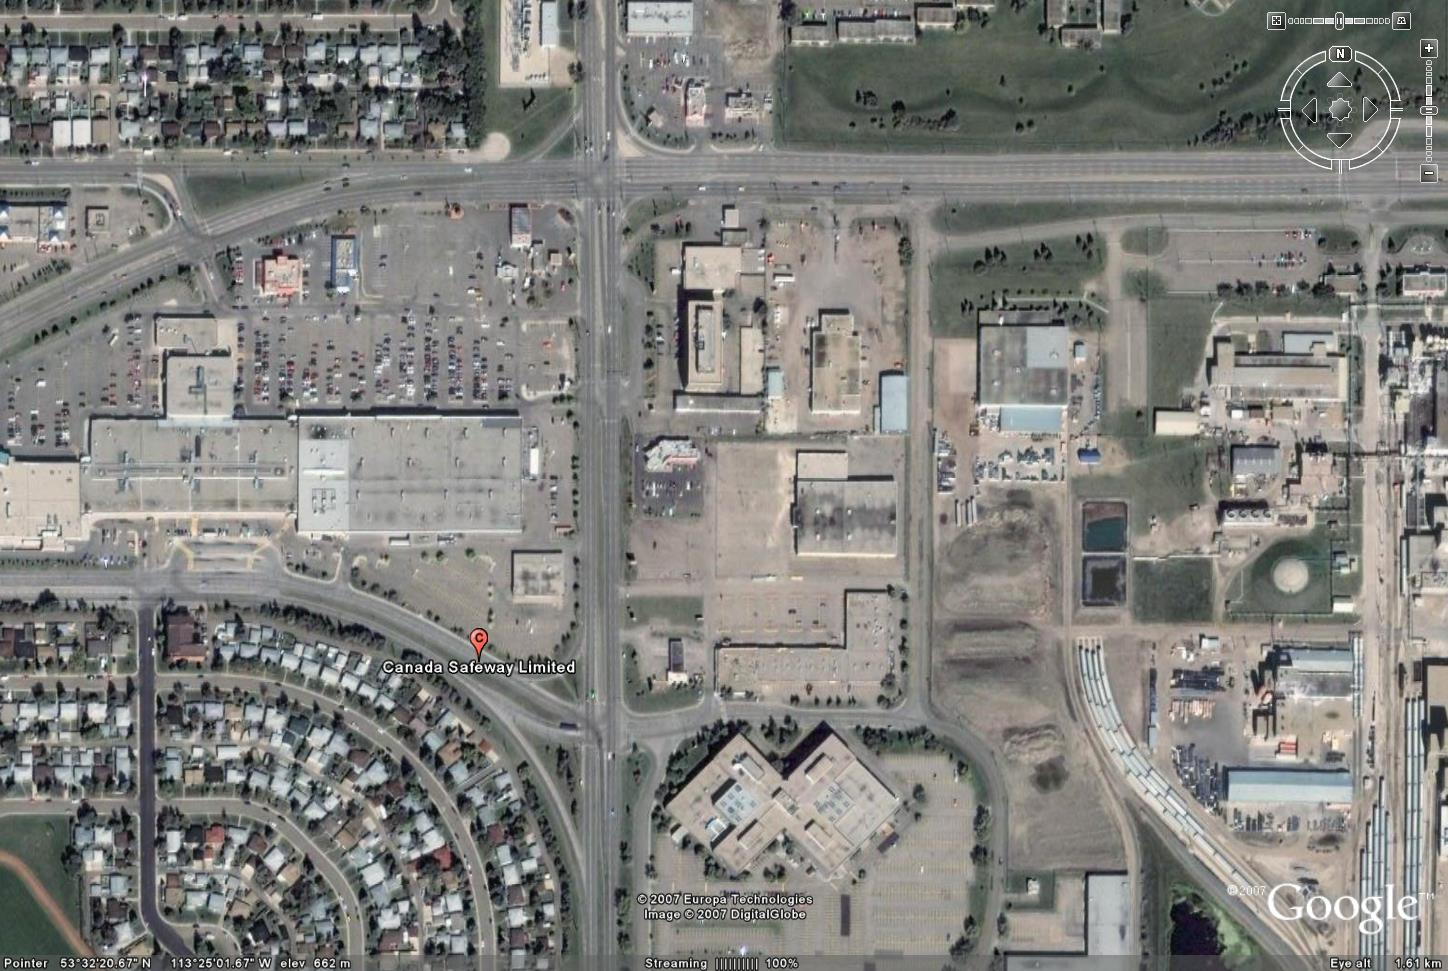 N
C
Canada Safeway Limited
© 2007 Europa Technologies
Image © 2007 DigitalGlobe
©2007 Google™
Pointer 53°32'20.67" N 113°25'01.67" W elev 662 m Streaming |||||||||| 100% Eye alt 1.61 km